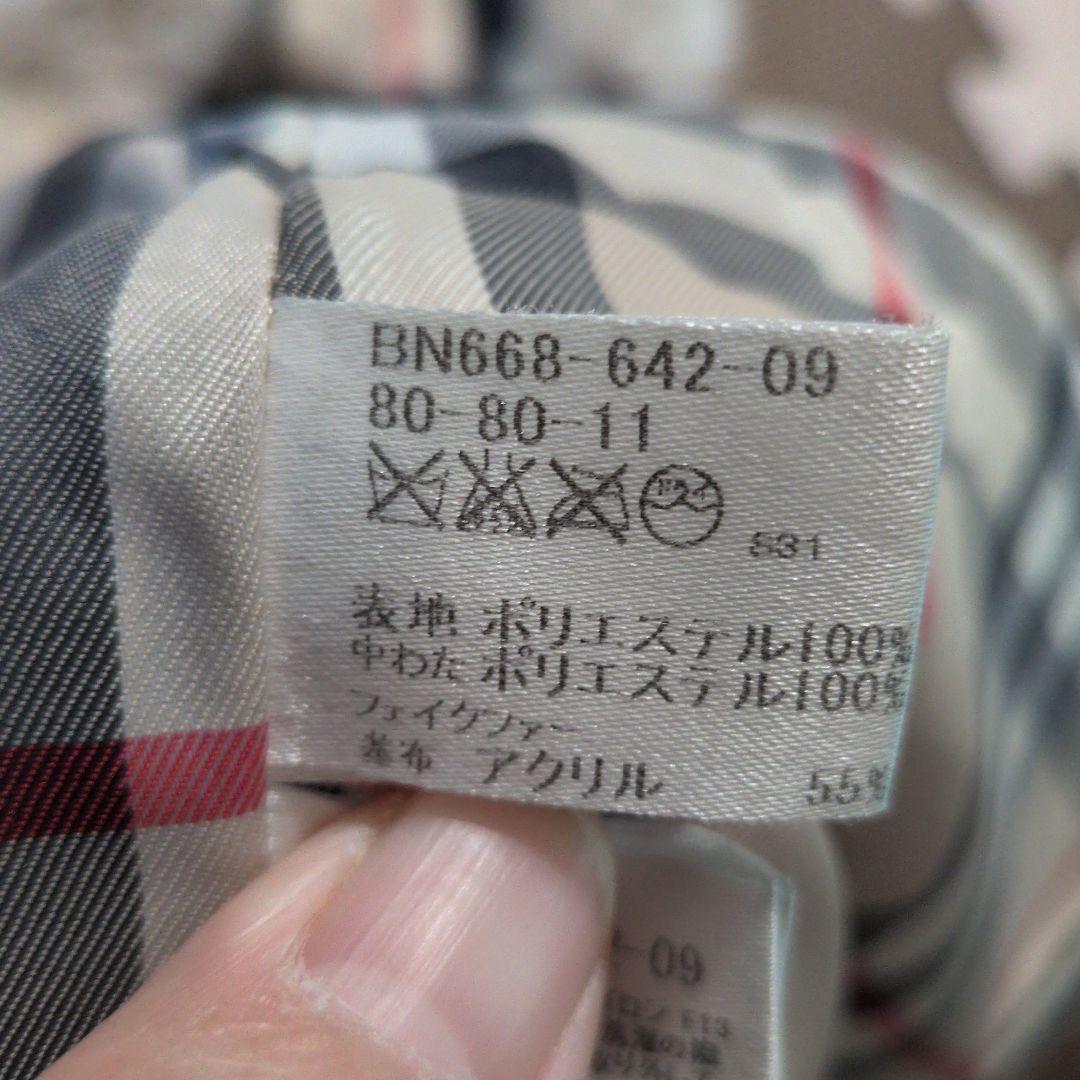 BN668-642-09
80-80-11
ドライ
531
表地 ポリエステル100%
中わた ポリエステル100%
フェイクファー
基布 アクリル 55%
-09